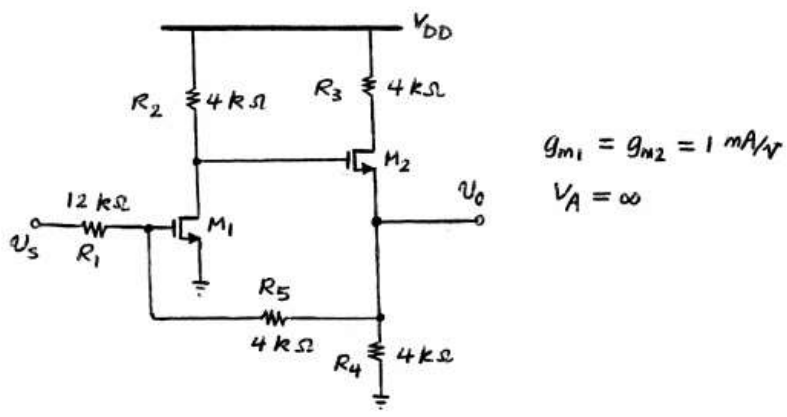 V_DD
R_2
4 kΩ
R_3
4 kΩ
M_2
g_m1 = g_m2 = 1 mA/v
V_A = ∞
12 kΩ
v_s
R_1
M_1
v_o
R_5
4 kΩ
R_4
4 kΩ